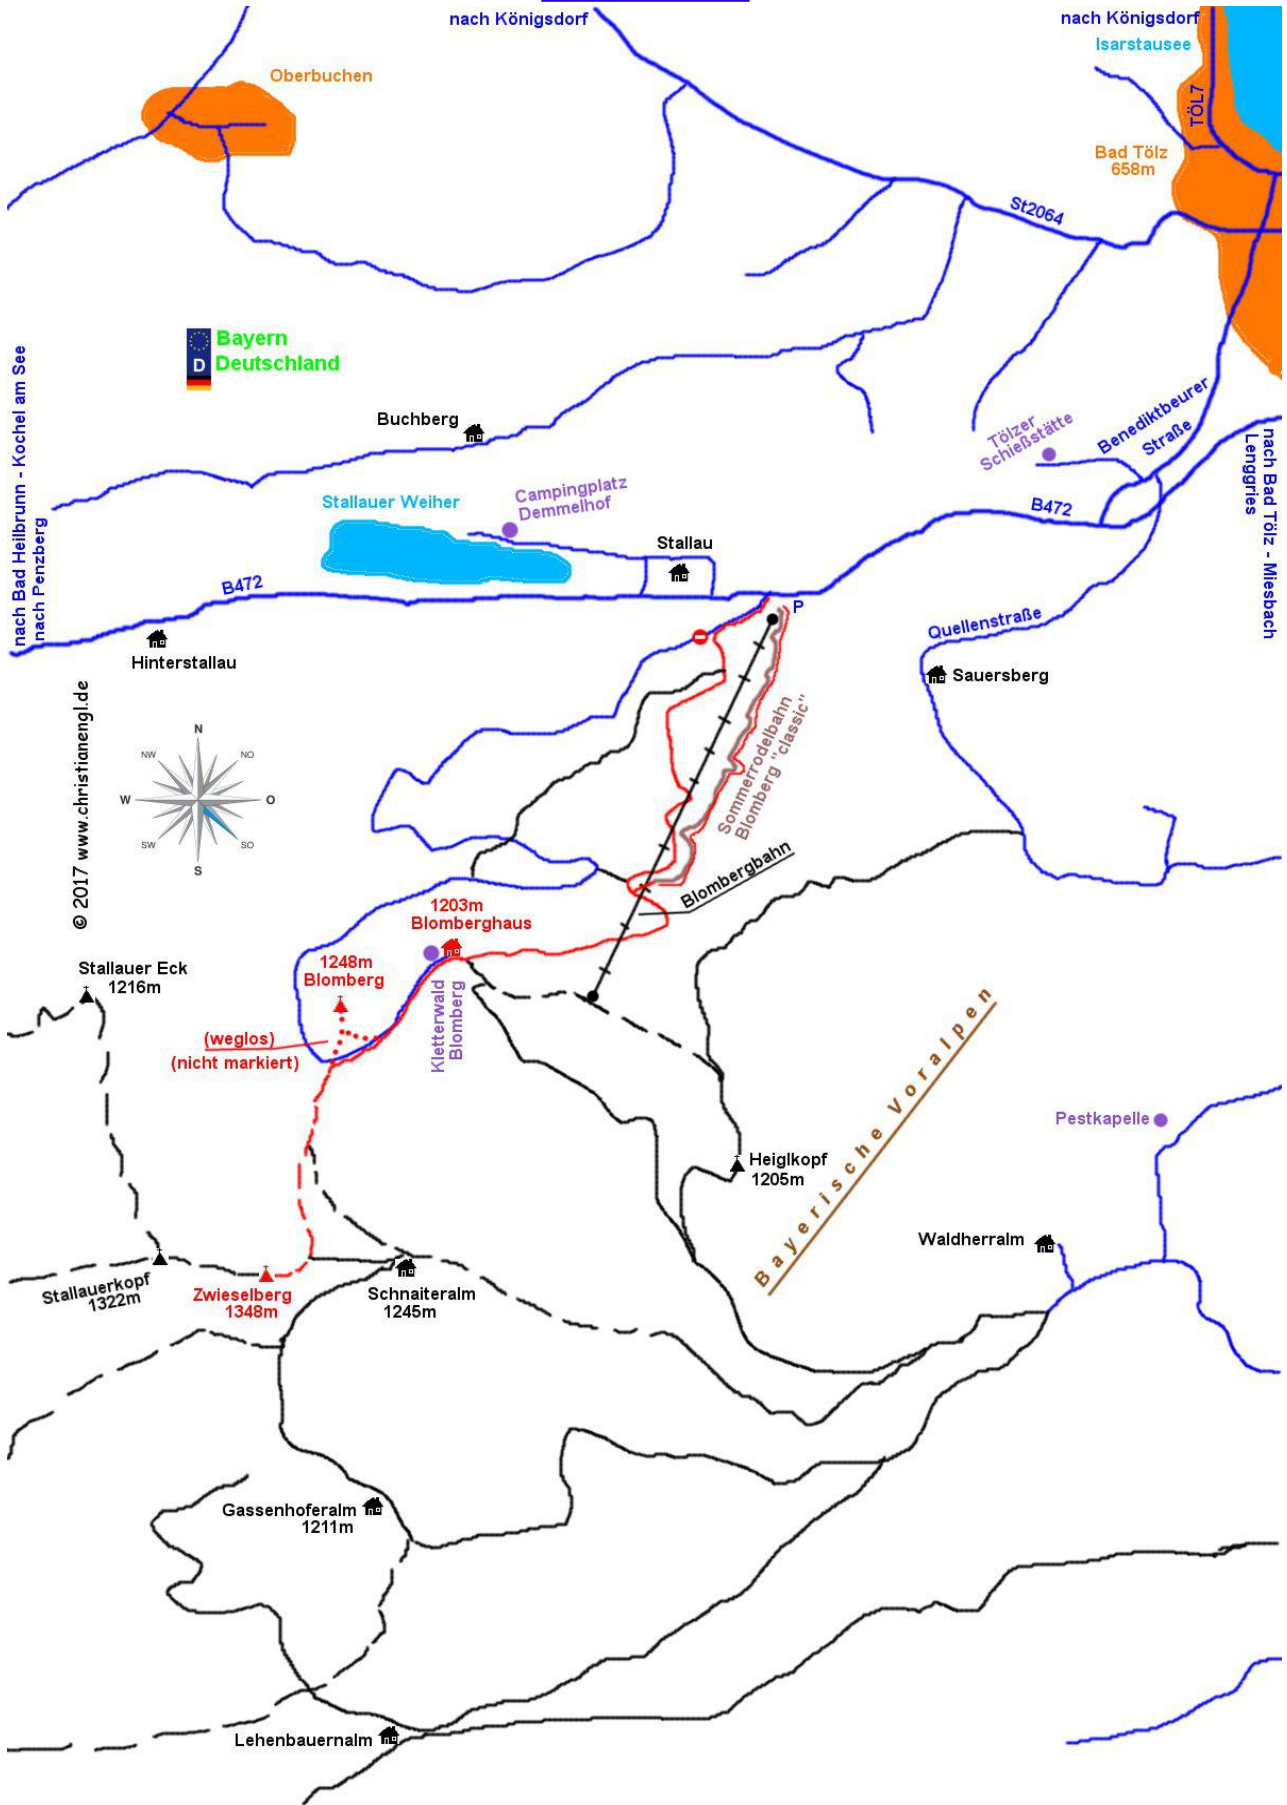 nach Königsdorf
nach Königsdorf
Isarstausee
Oberbuchen
TÖL7
Bad Tölz
658m
St2064
Bayern
D
Deutschland
nach Bad Heilbrunn - Kochel am See
nach Penzberg
Buchberg
Tölzer
Schießstätte
Benediktbeurer
Straße
nach Bad Tölz - Miesbach
Lenggries
Stallauer Weiher
Campingplatz
Demmelhof
B472
Stallau
B472
P
Quellenstraße
Hinterstallau
Sauersberg
© 2017 www.christianengl.de
N
NW
NO
W
O
SW
SO
S
Sommerrodelbahn
Blomberg "classic"
Blombergbahn
1203m
Blomberghaus
Stallauer Eck
1216m
1248m
Blomberg
Kletterwald
Blomberg
(weglos)
(nicht markiert)
Bayerische Voralpen
Pestkapelle
Heiglkopf
1205m
Waldherralm
Stallauerkopf
1322m
Zwieselberg
1348m
Schnaiteralm
1245m
Gassenhoferalm
1211m
Lehenbauernalm